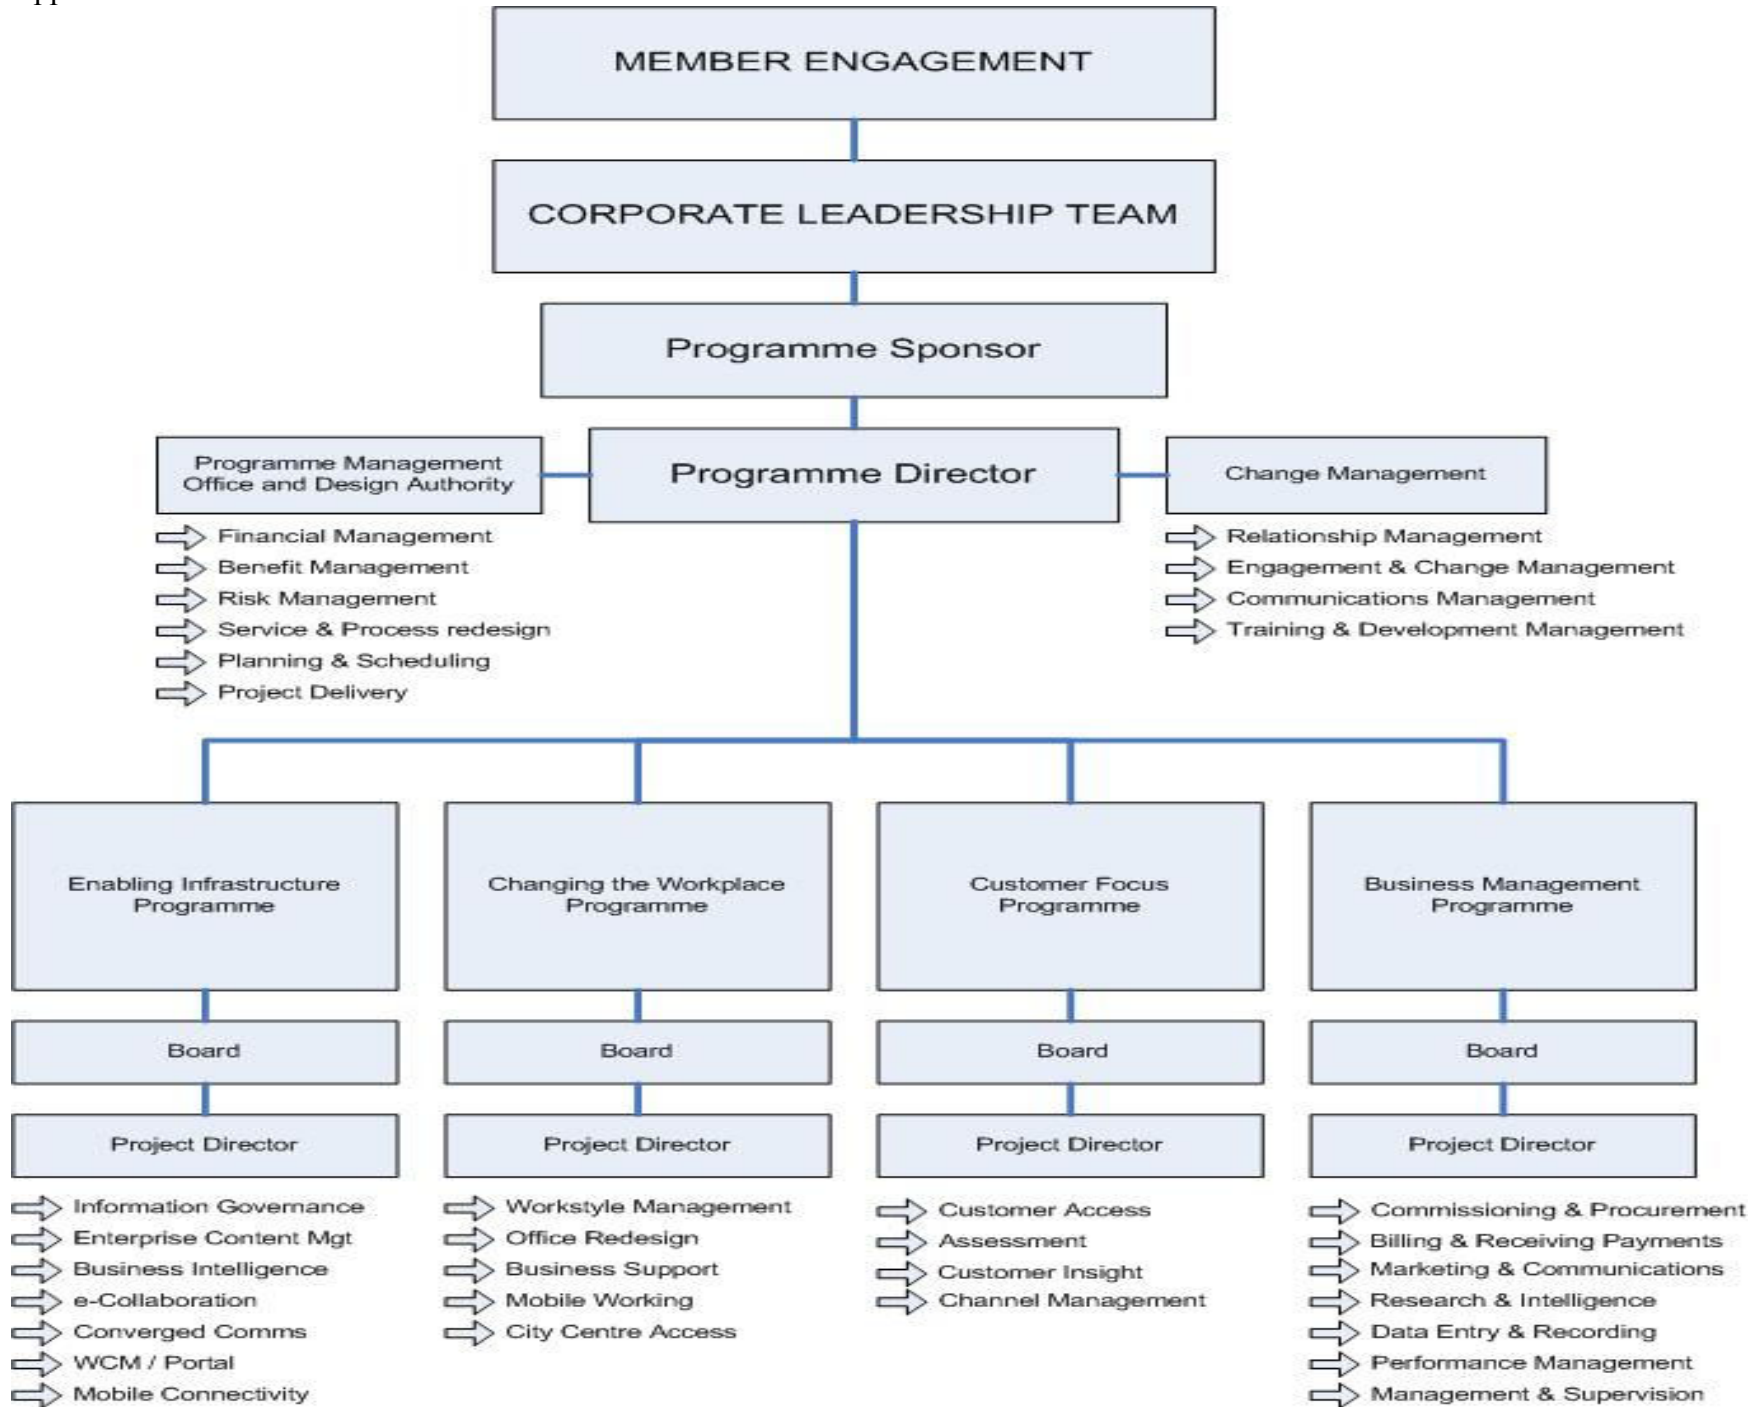 MEMBER ENGAGEMENT
CORPORATE LEADERSHIP TEAM
Programme Sponsor
Programme Director
Programme Management
Office and Design Authority
Financial Management
Benefit Management
Risk Management
Service & Process redesign
Planning & Scheduling
Project Delivery
Change Management
Relationship Management
Engagement & Change Management
Communications Management
Training & Development Management
Enabling Infrastructure
Programme
Board
Project Director
Information Governance
Enterprise Content Mgt
Business Intelligence
e-Collaboration
Converged Comms
WCM / Portal
Mobile Connectivity
Changing the Workplace
Programme
Board
Project Director
Workstyle Management
Office Redesign
Business Support
Mobile Working
City Centre Access
Customer Focus
Programme
Board
Project Director
Customer Access
Assessment
Customer Insight
Channel Management
Business Management
Programme
Board
Project Director
Commissioning & Procurement
Billing & Receiving Payments
Marketing & Communications
Research & Intelligence
Data Entry & Recording
Performance Management
Management & Supervision